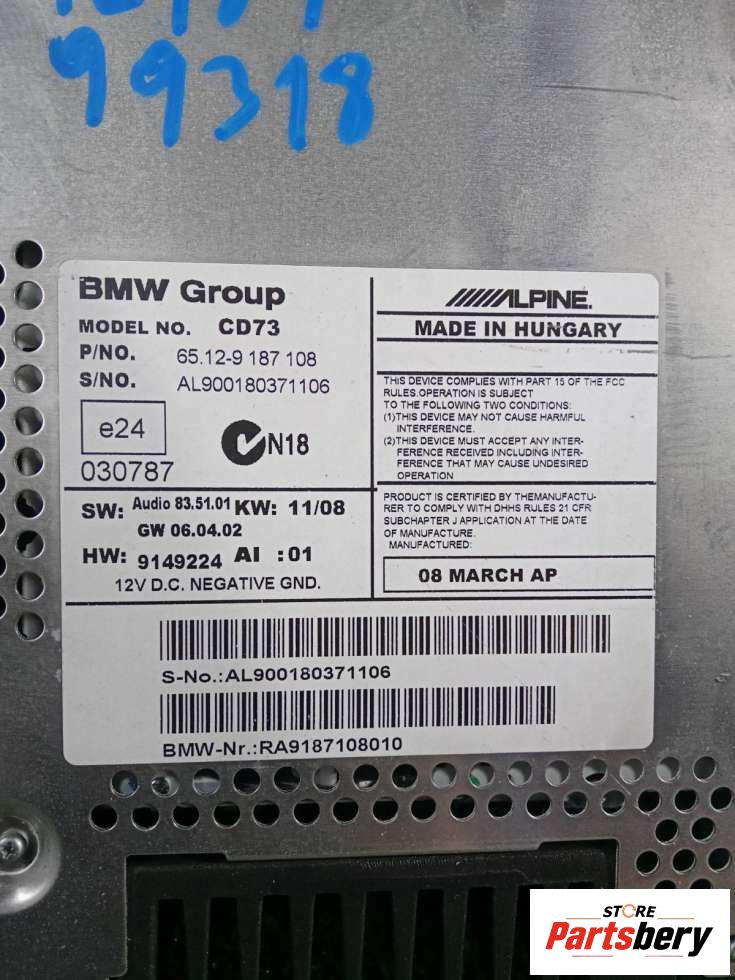 99318
BMW Group
MODEL NO. CD73
P/NO. 65.12-9 187 108
S/NO. AL900180371106
e24
030787
N18
ALPINE.
MADE IN HUNGARY
THIS DEVICE COMPLIES WITH PART 15 OF THE FCC
RULES.OPERATION IS SUBJECT
TO THE FOLLOWING TWO CONDITIONS:
(1)THIS DEVICE MAY NOT CAUSE HARMFUL
INTERFERENCE.
(2)THIS DEVICE MUST ACCEPT ANY INTER-
FERENCE RECEIVED INCLUDING INTER-
FERENCE THAT MAY CAUSE UNDESIRED
OPERATION
SW: Audio 83.51.01 KW: 11/08
GW 06.04.02
HW: 9149224 AI :01
12V D.C. NEGATIVE GND.
PRODUCT IS CERTIFIED BY THEMANUFACTU-
RER TO COMPLY WITH DHHS RULES 21 CFR
SUBCHAPTER J APPLICATION AT THE DATE
OF MANUFACTURE.
MANUFACTURED:
08 MARCH AP
S-No.:AL900180371106
BMW-Nr.:RA9187108010
STORE
Partsbery